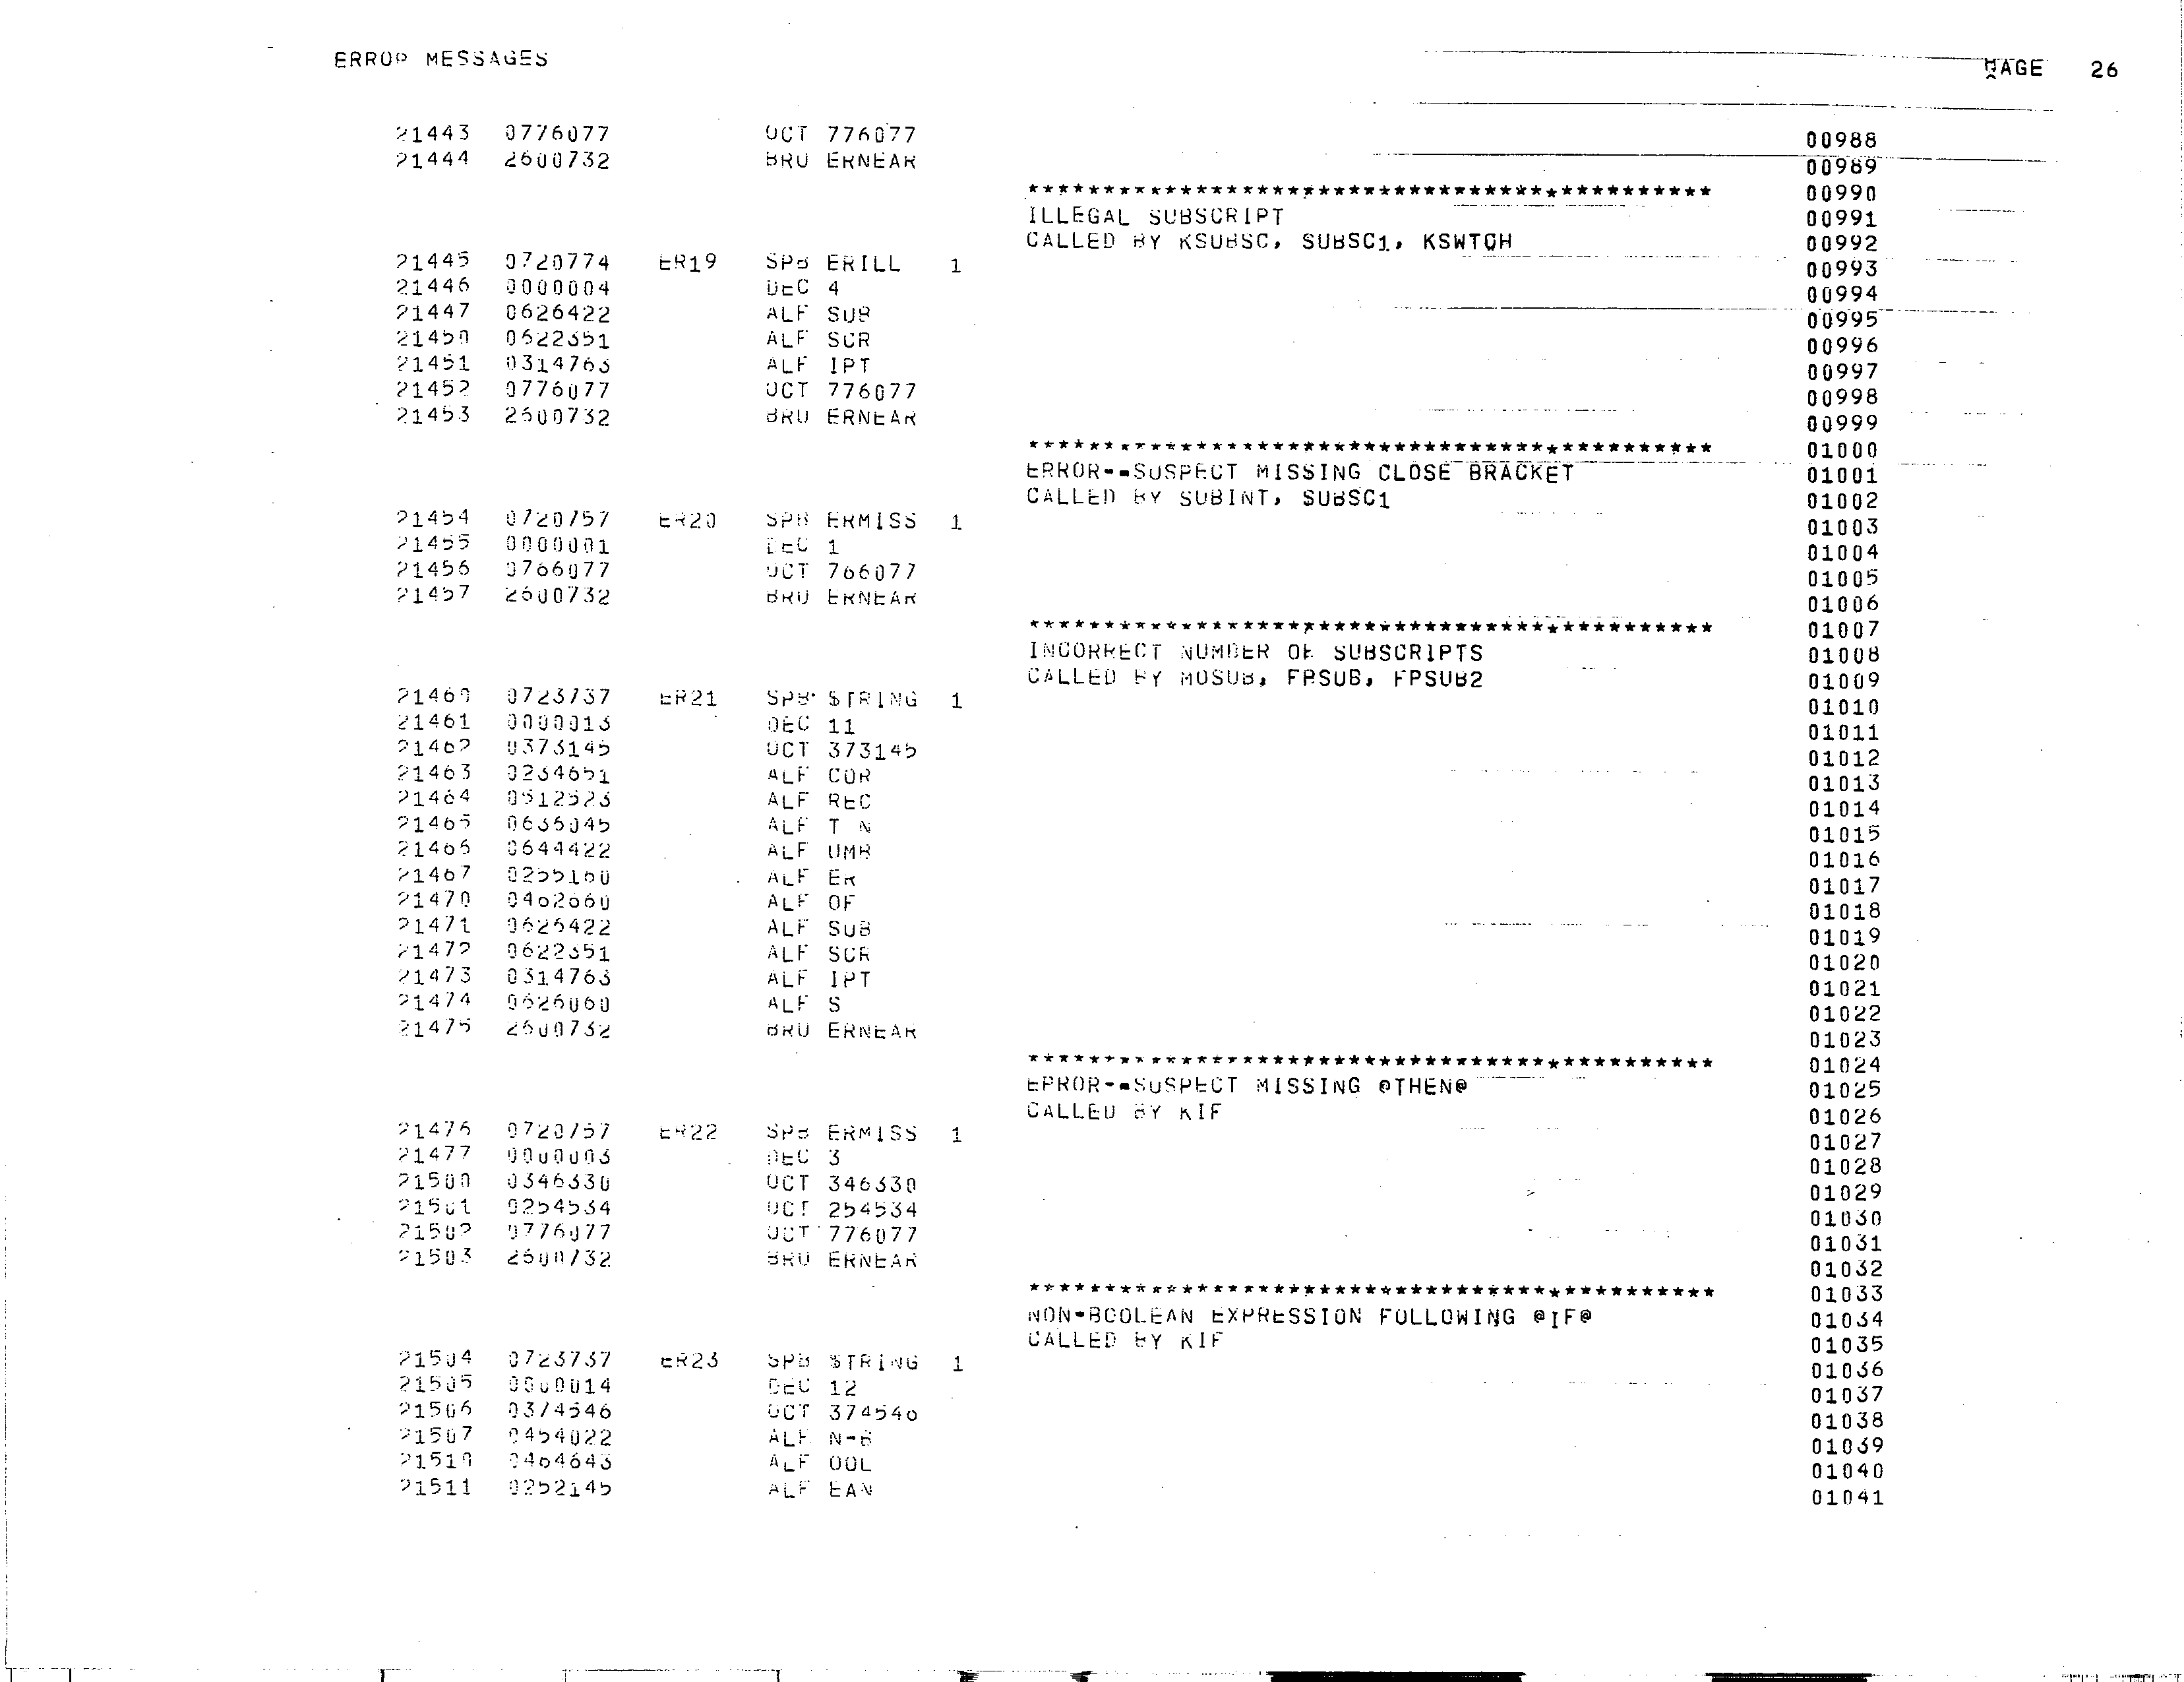 ERROR MESSAGES PAGE 26
21443 0776077 OCT 776077 00988
21444 2600732 BRU ERNEAR 00989
********************************************* 00990
ILLEGAL SUBSCRIPT 00991
CALLED BY KSUBSC, SUBSC1, KSWTCH 00992
21445 0720774 ER19 SPB ERILL 1 00993
21446 0000004 DEC 4 00994
21447 0626422 ALF SUB 00995
21450 0622351 ALF SCR 00996
21451 0314763 ALF IPT 00997
21452 0776077 OCT 776077 00998
21453 2600732 BRU ERNEAR 00999
********************************************* 01000
ERROR--SUSPECT MISSING CLOSE BRACKET 01001
CALLED BY SUBINT, SUBSC1 01002
21454 0720757 ER20 SPB ERMISS 1 01003
21455 0000001 DEC 1 01004
21456 0766077 OCT 766077 01005
21457 2600732 BRU ERNEAR 01006
********************************************* 01007
INCORRECT NUMBER OF SUBSCRIPTS 01008
CALLED BY MOSUB, FPSUB, FPSUB2 01009
21460 0723737 ER21 SPB STRING 1 01010
21461 0000013 DEC 11 01011
21462 0373145 OCT 373145 01012
21463 0234651 ALF COR 01013
21464 0512523 ALF REC 01014
21465 0636045 ALF T N 01015
21466 0644422 ALF UMB 01016
21467 0255160 ALF ER 01017
21470 0462660 ALF OF 01018
21471 0626422 ALF SUB 01019
21472 0622351 ALF SCR 01020
21473 0314763 ALF IPT 01021
21474 0626060 ALF S 01022
21475 2600732 BRU ERNEAR 01023
********************************************* 01024
ERROR--SUSPECT MISSING @THEN@ 01025
CALLED BY KIF 01026
21476 0720757 ER22 SPB ERMISS 1 01027
21477 0000003 DEC 3 01028
21500 0346330 OCT 346330 01029
21501 0254534 OCT 254534 01030
21502 0776077 OCT 776077 01031
21503 2600732 BRU ERNEAR 01032
********************************************* 01033
NON-BOOLEAN EXPRESSION FOLLOWING @IF@ 01034
CALLED BY KIF 01035
21504 0723737 ER23 SPB STRING 1 01036
21505 0000014 DEC 12 01037
21506 0374546 OCT 374546 01038
21507 0454022 ALF N-B 01039
21510 0464643 ALF OOL 01040
21511 0252145 ALF EAN 01041